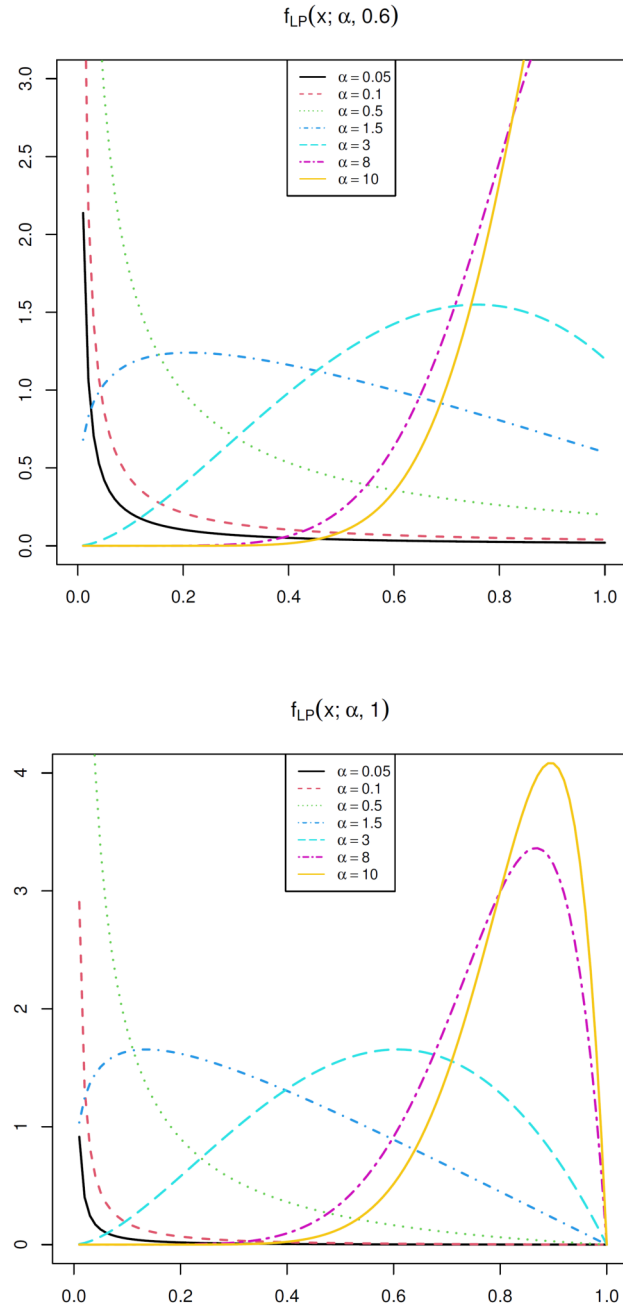 f_LP(x; α, 0.6)
3.0
2.5
2.0
1.5
1.0
0.5
0.0
α = 0.05
α = 0.1
α = 0.5
α = 1.5
α = 3
α = 8
α = 10
0.0 0.2 0.4 0.6 0.8 1.0
f_LP(x; α, 1)
4
3
2
1
0
α = 0.05
α = 0.1
α = 0.5
α = 1.5
α = 3
α = 8
α = 10
0.0 0.2 0.4 0.6 0.8 1.0